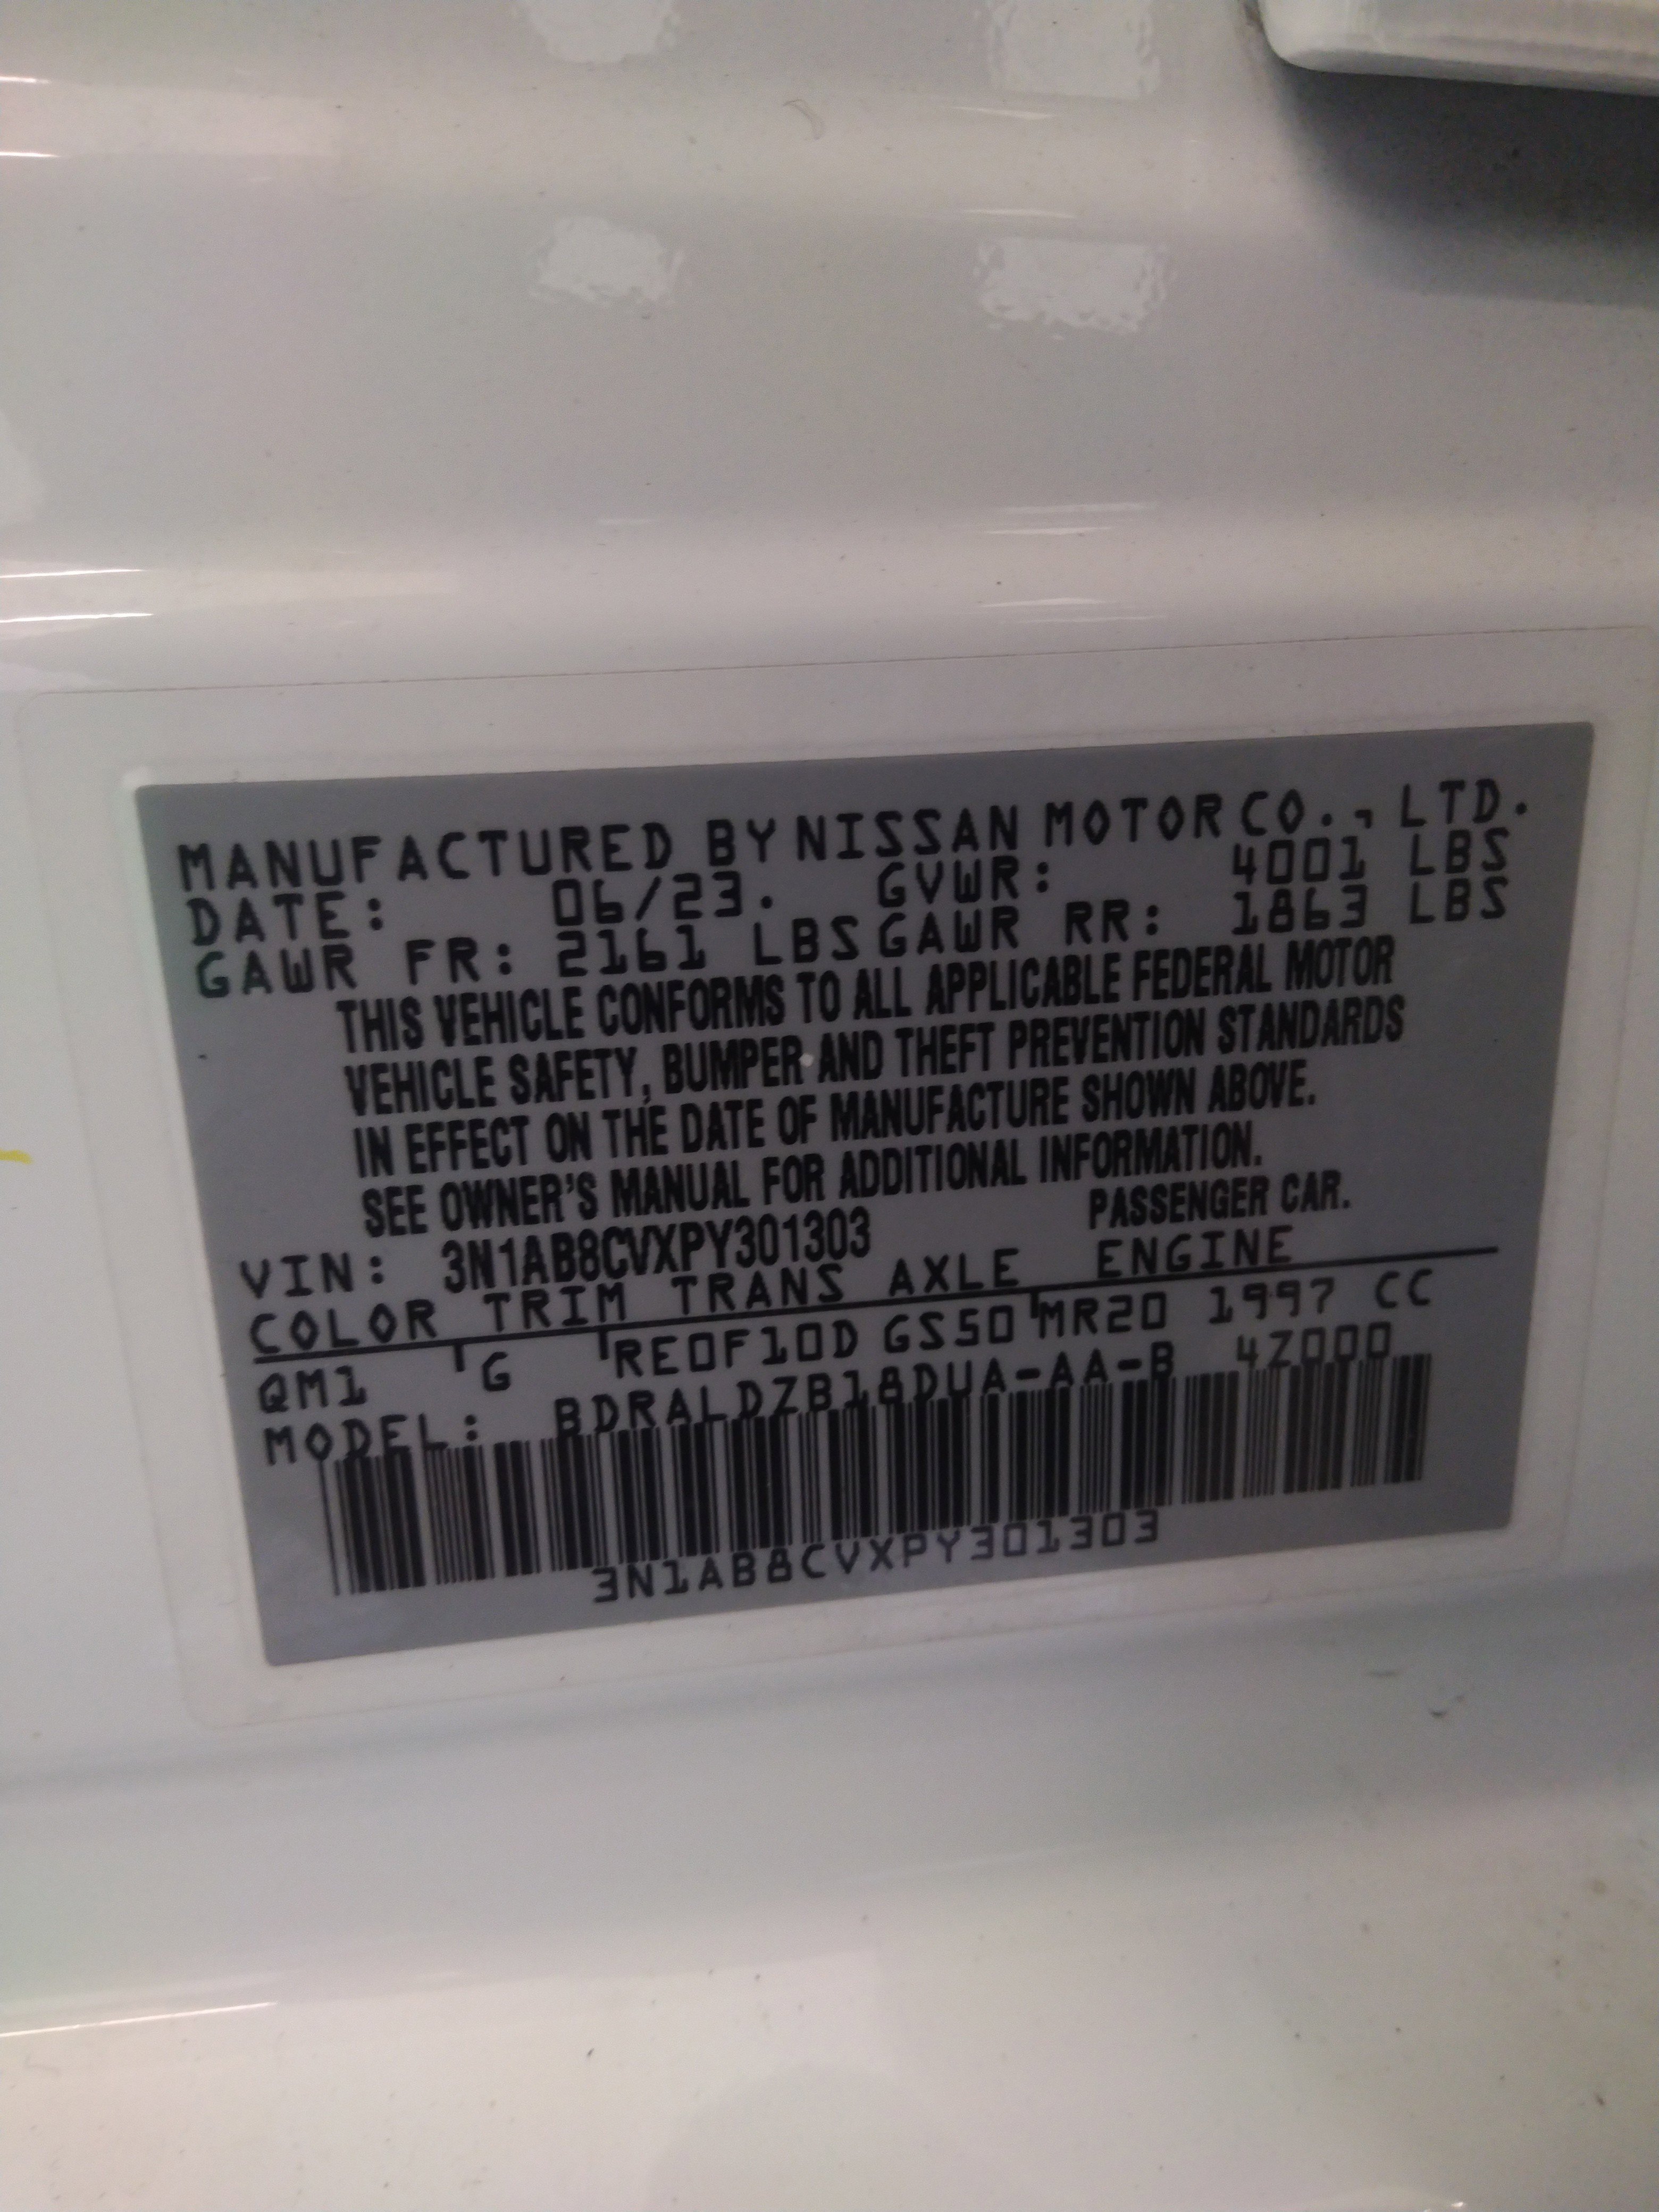 MANUFACTURED BY NISSAN MOTOR CO., LTD.
DATE: 06/23. GVWR: 4001 LBS
GAWR FR: 2161 LBS GAWR RR: 1863 LBS
THIS VEHICLE CONFORMS TO ALL APPLICABLE FEDERAL MOTOR
VEHICLE SAFETY, BUMPER AND THEFT PREVENTION STANDARDS
IN EFFECT ON THE DATE OF MANUFACTURE SHOWN ABOVE.
SEE OWNER'S MANUAL FOR ADDITIONAL INFORMATION.
VIN: 3N1AB8CVXPY301303 PASSENGER CAR.
COLOR TRIM TRANS AXLE ENGINE
QM1 G RE0F10D GS50 MR20 1997 CC
MODEL: BDRALDZB18DUA-AA-B 4Z000
3N1AB8CVXPY301303